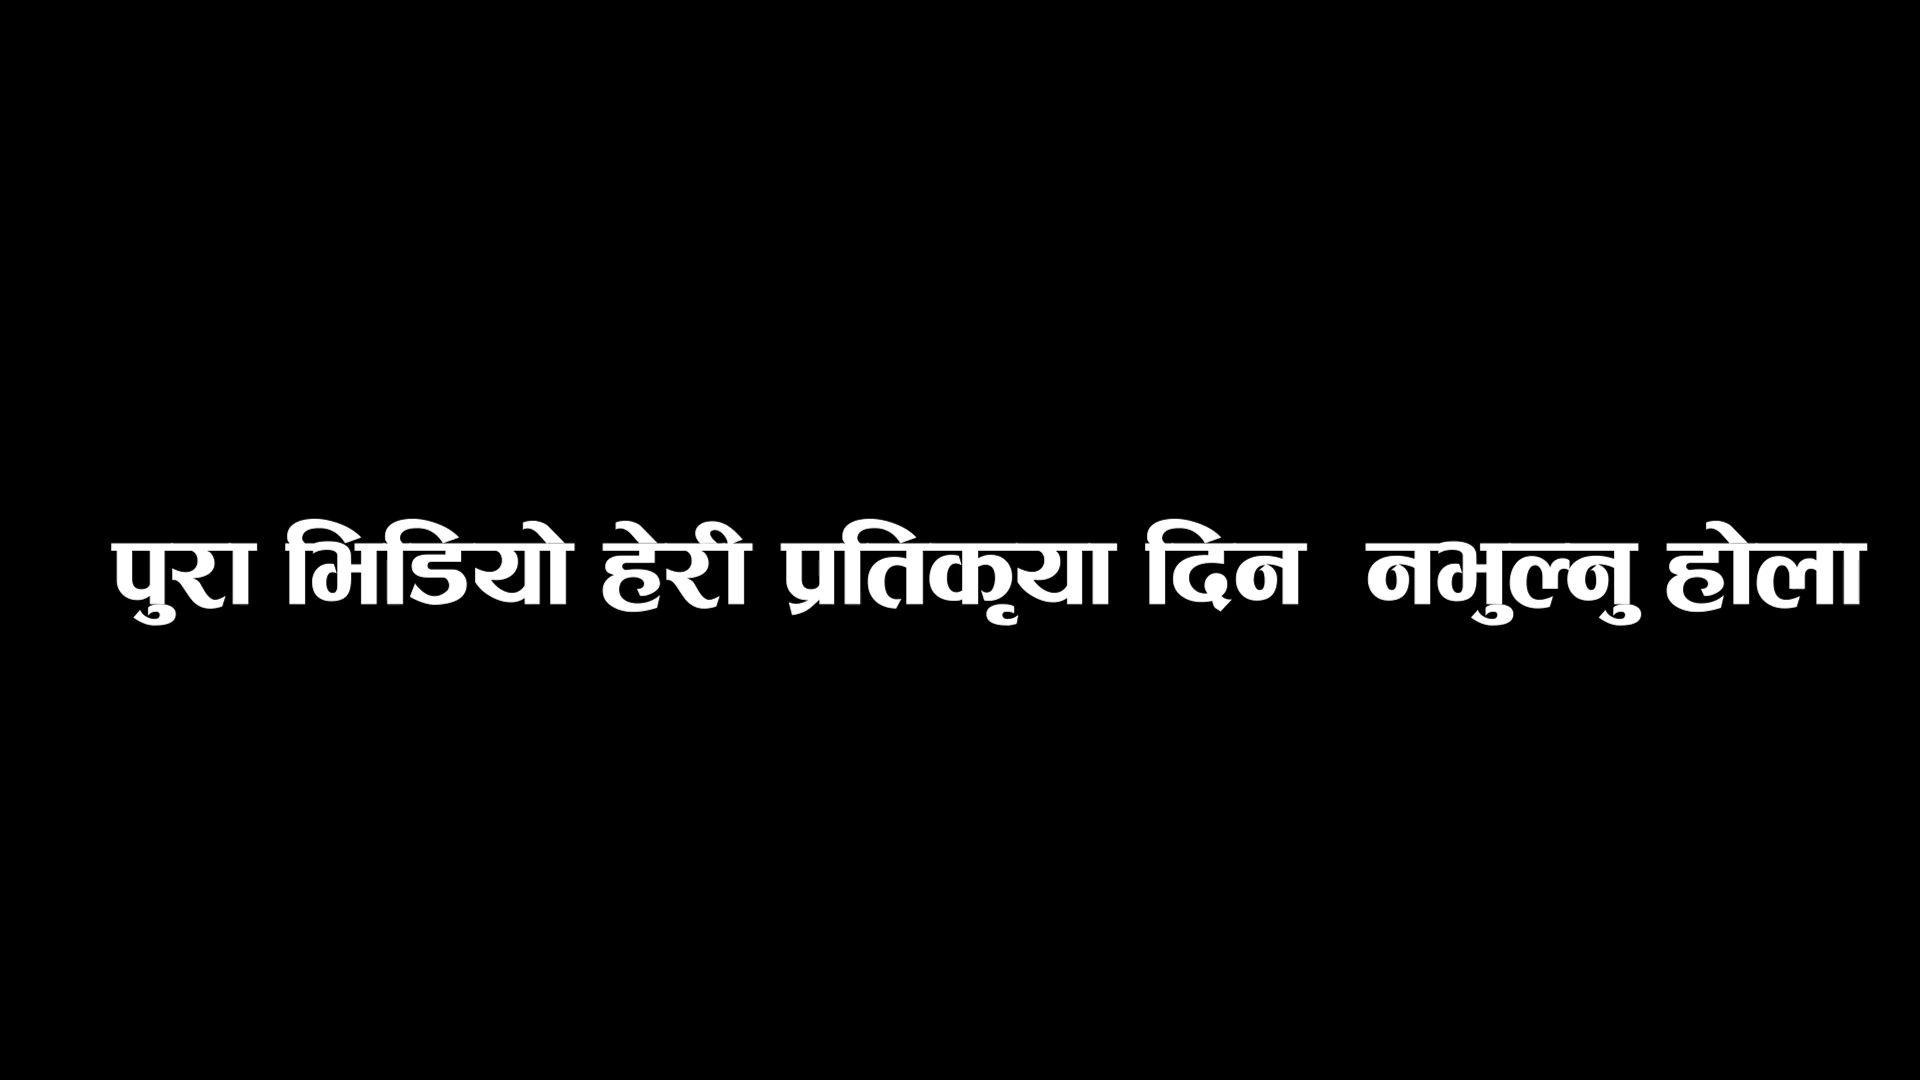 पुरा भिडियो हेरी प्रतिकृया दिन नभुल्नु होला